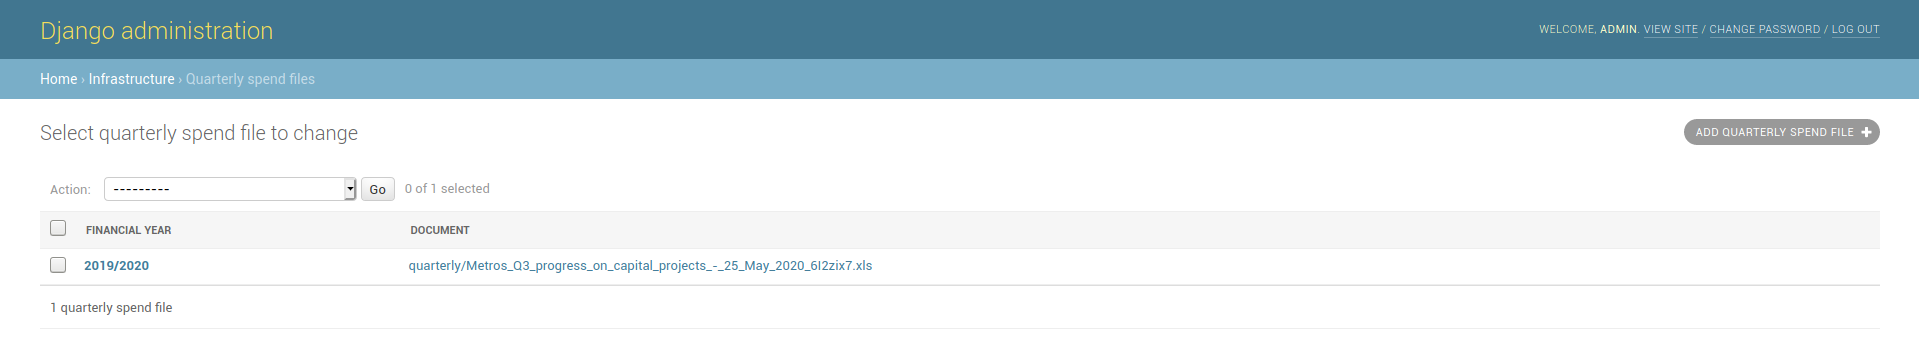 Django administration
WELCOME, ADMIN. VIEW SITE / CHANGE PASSWORD / LOG OUT
Home › Infrastructure › Quarterly spend files
Select quarterly spend file to change
ADD QUARTERLY SPEND FILE +
Action: --------- Go 0 of 1 selected
FINANCIAL YEAR DOCUMENT
2019/2020 quarterly/Metros_Q3_progress_on_capital_projects_-_25_May_2020_6I2zix7.xls
1 quarterly spend file